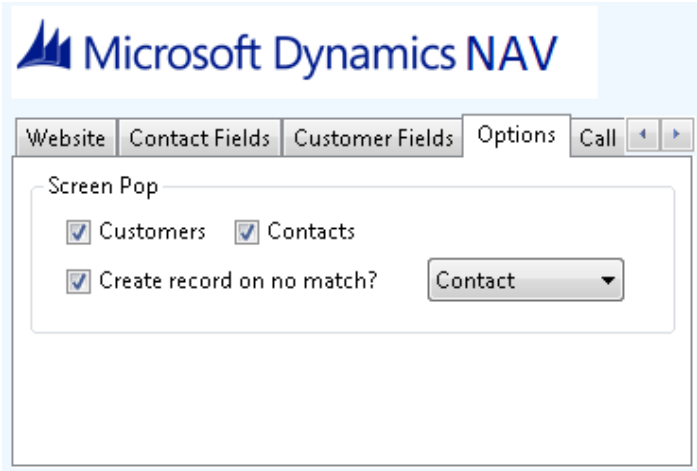 Microsoft Dynamics NAV
Website Contact Fields Customer Fields Options Call
Screen Pop
Customers Contacts
Create record on no match? Contact